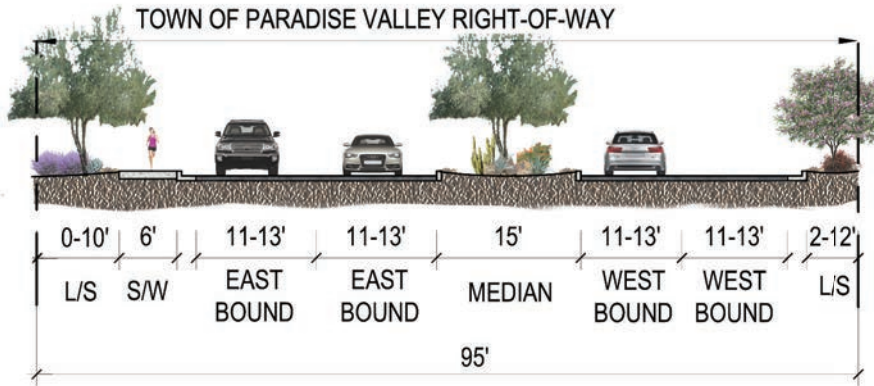 TOWN OF PARADISE VALLEY RIGHT-OF-WAY
0-10' 6' 11-13' 11-13' 15' 11-13' 11-13' 2-12'
L/S S/W EAST BOUND EAST BOUND MEDIAN WEST BOUND WEST BOUND L/S
95'